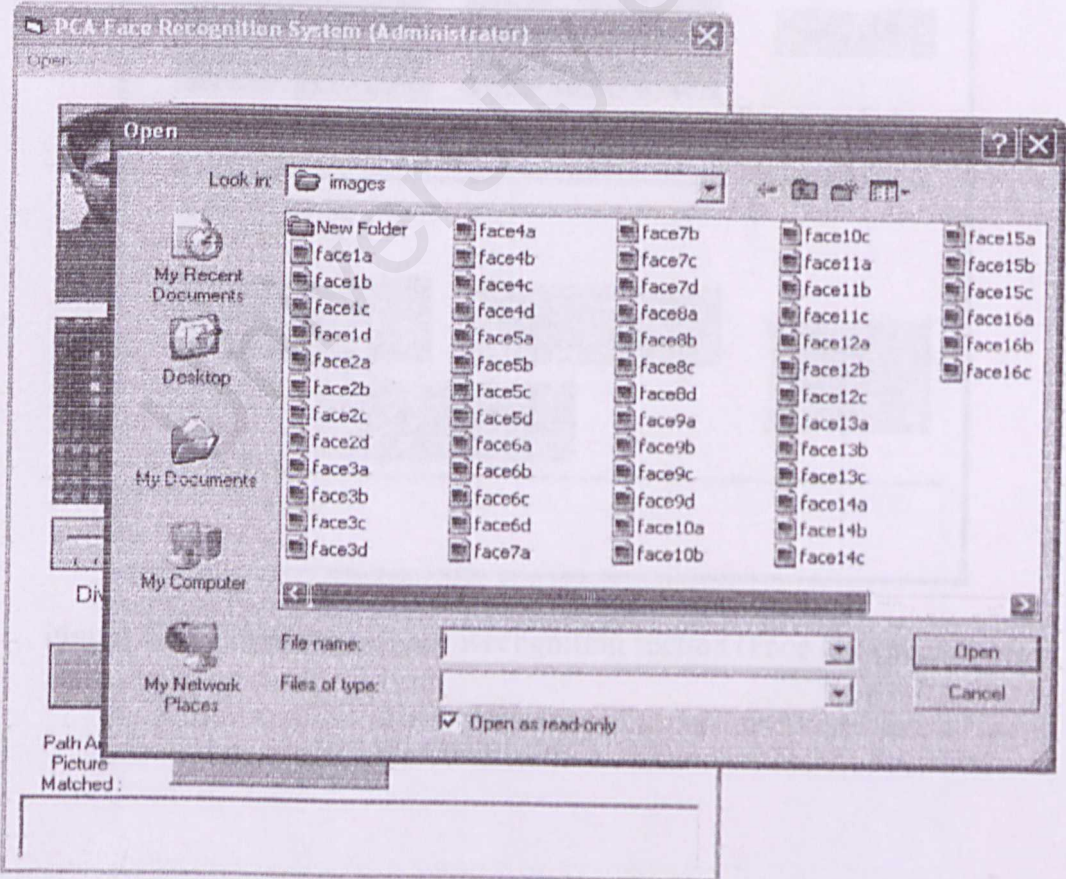 PCA Face Recognition System (Administrator)
Open
Open
Look in: images
My Recent
Documents
Desktop
My Documents
My Computer
My Network
Places
New Folder
face1a
face1b
face1c
face1d
face2a
face2b
face2c
face2d
face3a
face3b
face3c
face3d
face4a
face4b
face4c
face4d
face5a
face5b
face5c
face5d
face6a
face6b
face6c
face6d
face7a
face7b
face7c
face7d
face8a
face8b
face8c
face8d
face9a
face9b
face9c
face9d
face10a
face10b
face10c
face11a
face11b
face11c
face12a
face12b
face12c
face13a
face13b
face13c
face14a
face14b
face14c
face15a
face15b
face15c
face16a
face16b
face16c
File name:
Open
Files of type:
Cancel
Open as read-only
Div
Path A
Picture
Matched :
University